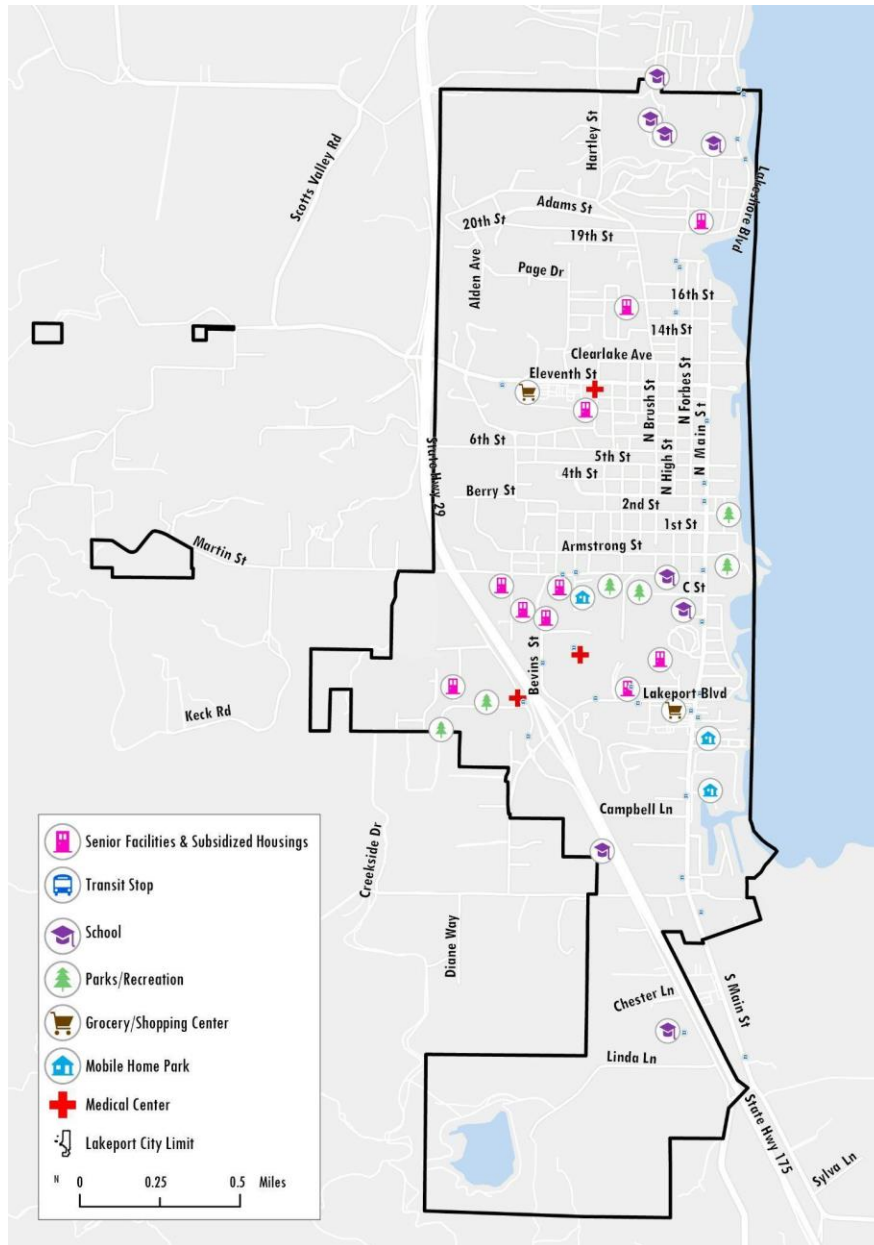 Scotts Valley Rd
Hartley St
Lakeshore Blvd
Adams St
20th St
19th St
Alden Ave
Page Dr
16th St
14th St
Clearlake Ave
Eleventh St
N Brush St
N Forbes St
N High St
N Main St
6th St
5th St
4th St
State Hwy 29
Berry St
2nd St
1st St
Martin St
Armstrong St
C St
Bevins St
Lakeport Blvd
Keck Rd
Campbell Ln
Creekside Dr
Diane Way
Chester Ln
S Main St
Linda Ln
State Hwy 175
Sylva Ln
Senior Facilities & Subsidized Housings
Transit Stop
School
Parks/Recreation
Grocery/Shopping Center
Mobile Home Park
Medical Center
Lakeport City Limit
N 0 0.25 0.5 Miles